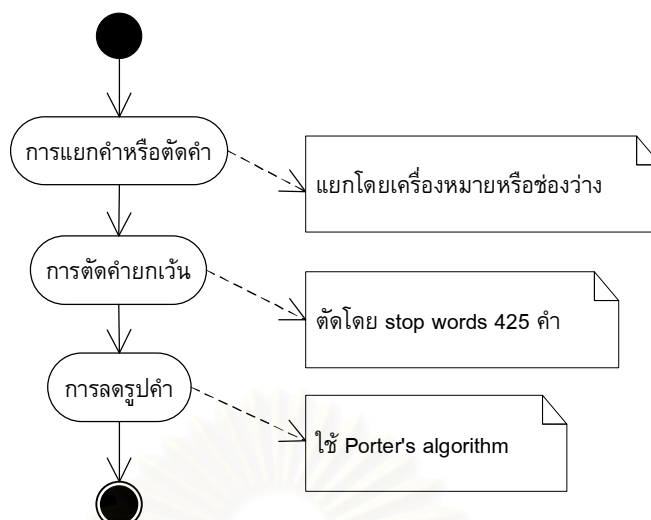 การแยกคำหรือตัดคำ
แยกโดยเครื่องหมายหรือช่องว่าง
การตัดคำยกเว้น
ตัดโดย stop words 425 คำ
การลดรูปคำ
ใช้ Porter's algorithm